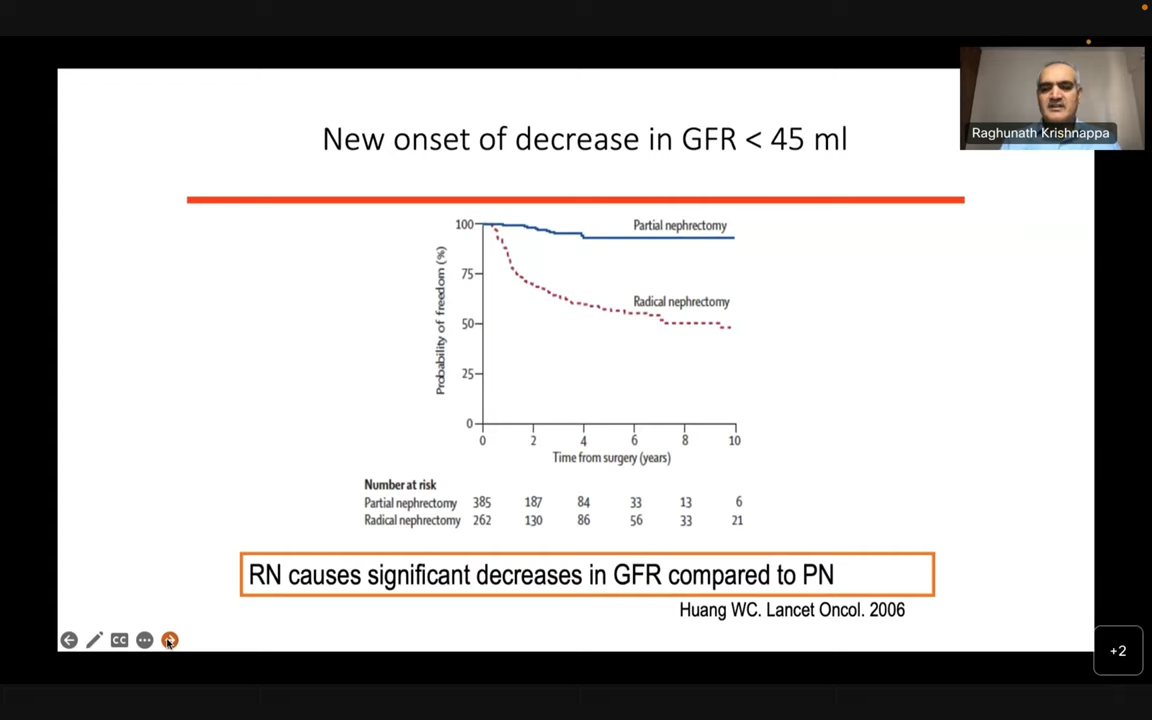 Raghunath Krishnappa
New onset of decrease in GFR < 45 ml
Probability of freedom (%)
100
75
50
25
0
Partial nephrectomy
Radical nephrectomy
0 2 4 6 8 10
Time from surgery (years)
Number at risk
Partial nephrectomy 385 187 84 33 13 6
Radical nephrectomy 262 130 86 56 33 21
RN causes significant decreases in GFR compared to PN
Huang WC. Lancet Oncol. 2006
CC
+2